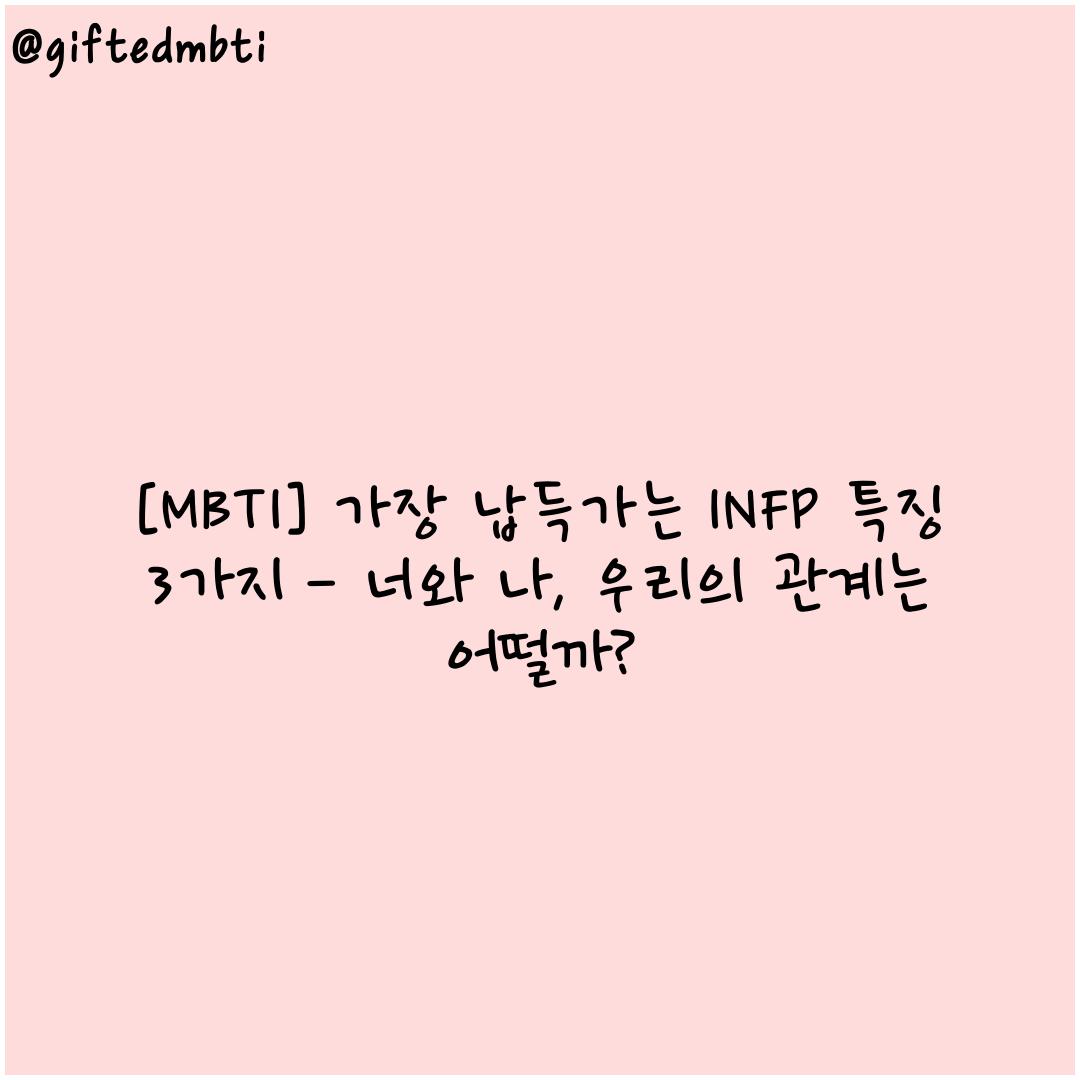 @giftedmbti
[MBTI] 가장 납득가는 INFP 특징
3가지 - 너와 나, 우리의 관계는
어떨까?